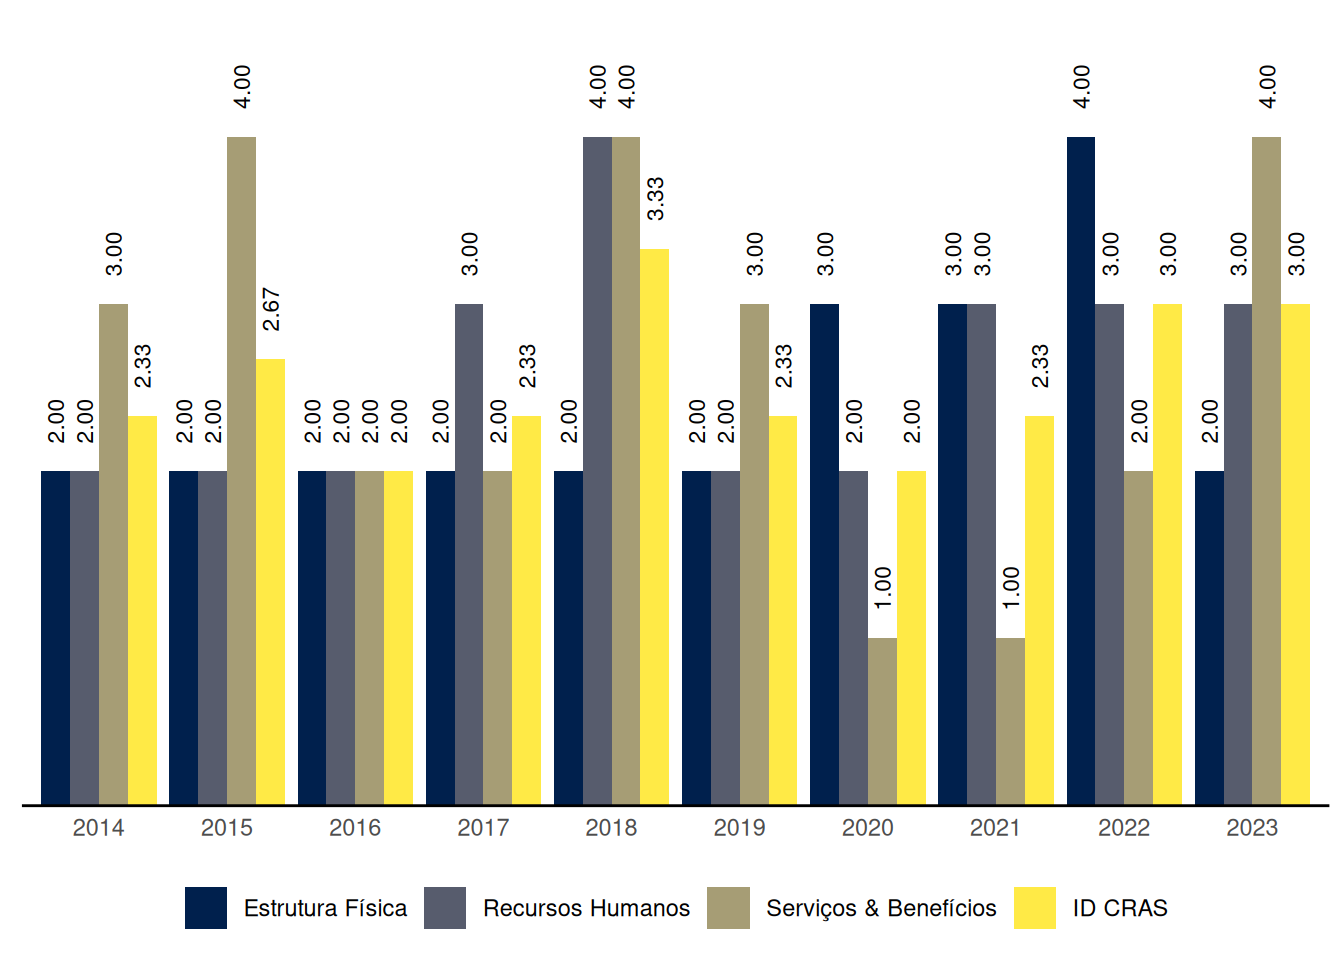 4.00 4.00 4.00 4.00 4.00
3.33
3.00 3.00 3.00 3.00 3.00 3.00 3.00 3.00 3.00 3.00
2.67
2.33 2.33 2.33 2.33
2.00 2.00 2.00 2.00 2.00 2.00 2.00 2.00 2.00 2.00 2.00 2.00 2.00 2.00 2.00 2.00 2.00
1.00 1.00
2014 2015 2016 2017 2018 2019 2020 2021 2022 2023
Estrutura Física Recursos Humanos Serviços & Benefícios ID CRAS